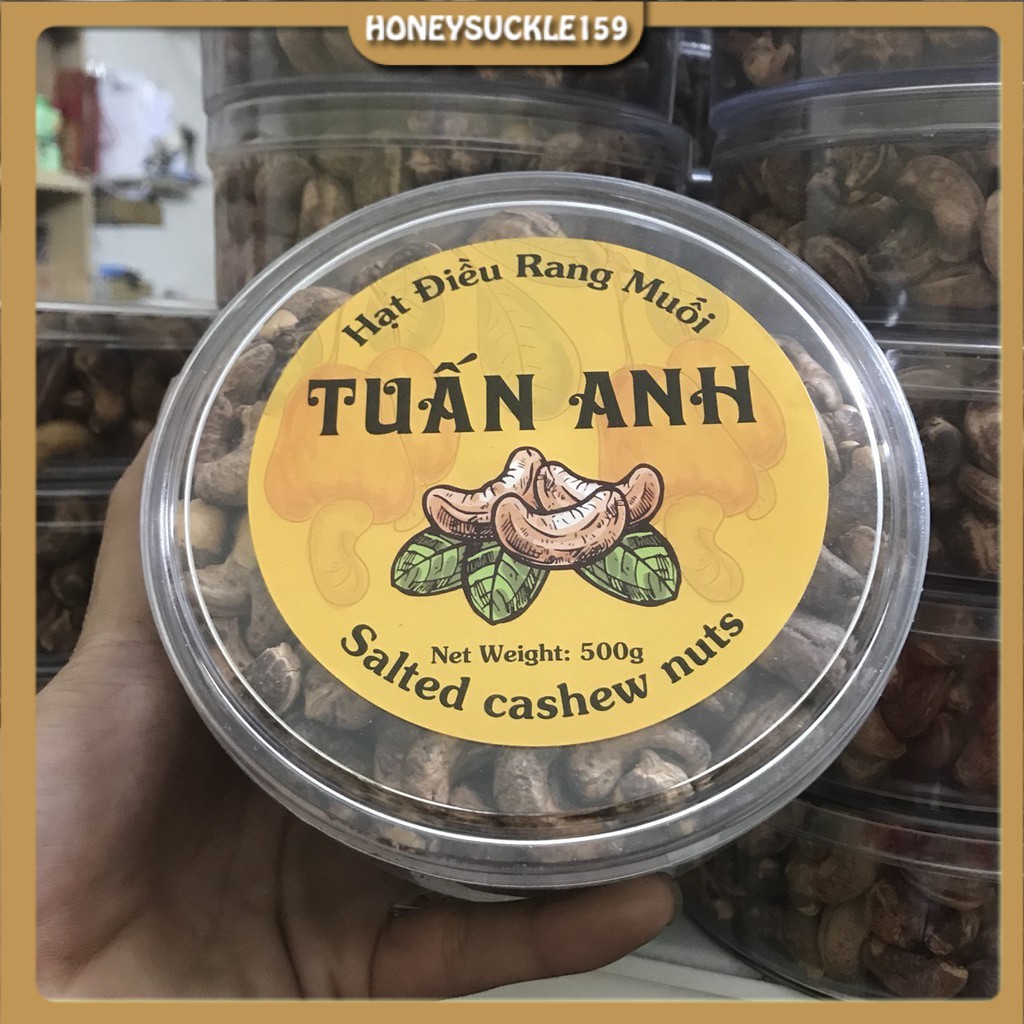 HONEYSUCKLE159
Hạt Điều Rang Muối
TUẤN ANH
Net Weight: 500g
Salted cashew nuts